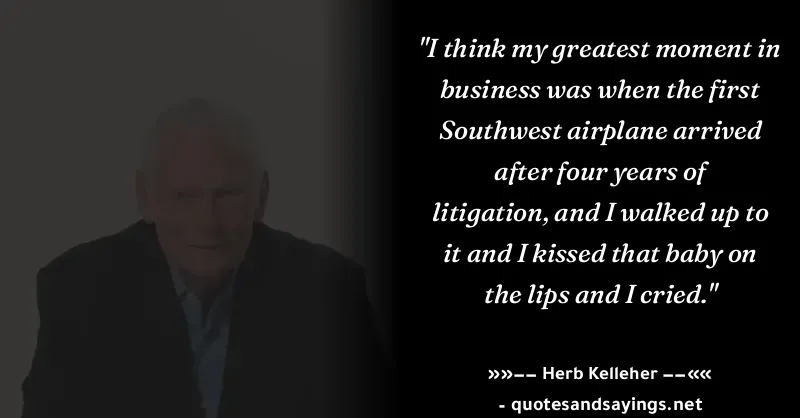 "I think my greatest moment in
business was when the first
Southwest airplane arrived
after four years of
litigation, and I walked up to
it and I kissed that baby on
the lips and I cried."
»»–– Herb Kelleher ––««
- quotesandsayings.net